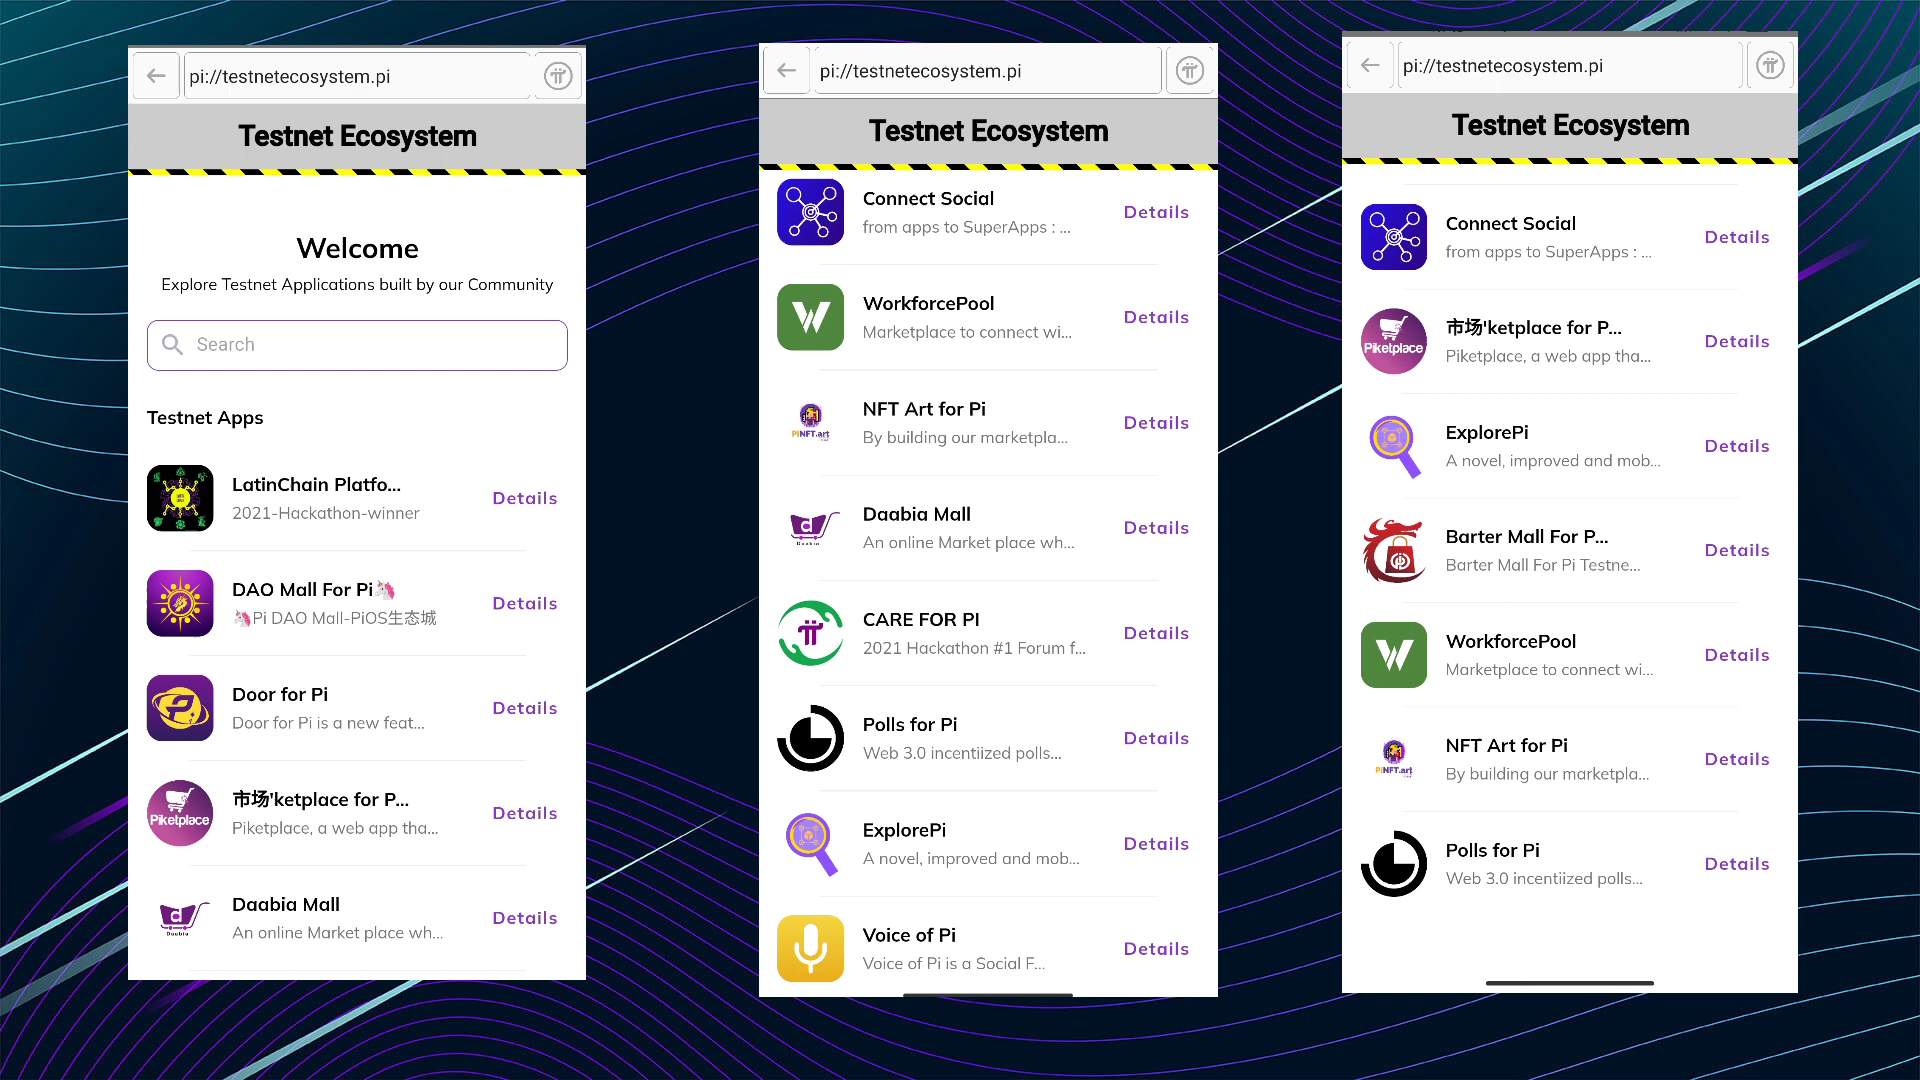 pi://testnetecosystem.pi
Testnet Ecosystem
Welcome
Explore Testnet Applications built by our Community
Search
Testnet Apps
LatinChain Platfo...
2021-Hackathon-winner
Details
DAO Mall For Pi🦄
🦄Pi DAO Mall-PiOS生态城
Details
Door for Pi
Door for Pi is a new feat...
Details
Piketplace
市场'ketplace for P...
Piketplace, a web app tha...
Details
d
Daabia
Daabia Mall
An online Market place wh...
Details
pi://testnetecosystem.pi
Testnet Ecosystem
Connect Social
from apps to SuperApps : ...
Details
W
WorkforcePool
Marketplace to connect wi...
Details
PiNFT.art
NFT Art for Pi
By building our marketpla...
Details
d
Daabia
Daabia Mall
An online Market place wh...
Details
CARE FOR PI
2021 Hackathon #1 Forum f...
Details
Polls for Pi
Web 3.0 incentiized polls...
Details
ExplorePi
A novel, improved and mob...
Details
Voice of Pi
Voice of Pi is a Social F...
Details
pi://testnetecosystem.pi
Testnet Ecosystem
Connect Social
from apps to SuperApps : ...
Details
Piketplace
市场'ketplace for P...
Piketplace, a web app tha...
Details
ExplorePi
A novel, improved and mob...
Details
Barter Mall For P...
Barter Mall For Pi Testne...
Details
W
WorkforcePool
Marketplace to connect wi...
Details
PiNFT.art
NFT Art for Pi
By building our marketpla...
Details
Polls for Pi
Web 3.0 incentiized polls...
Details